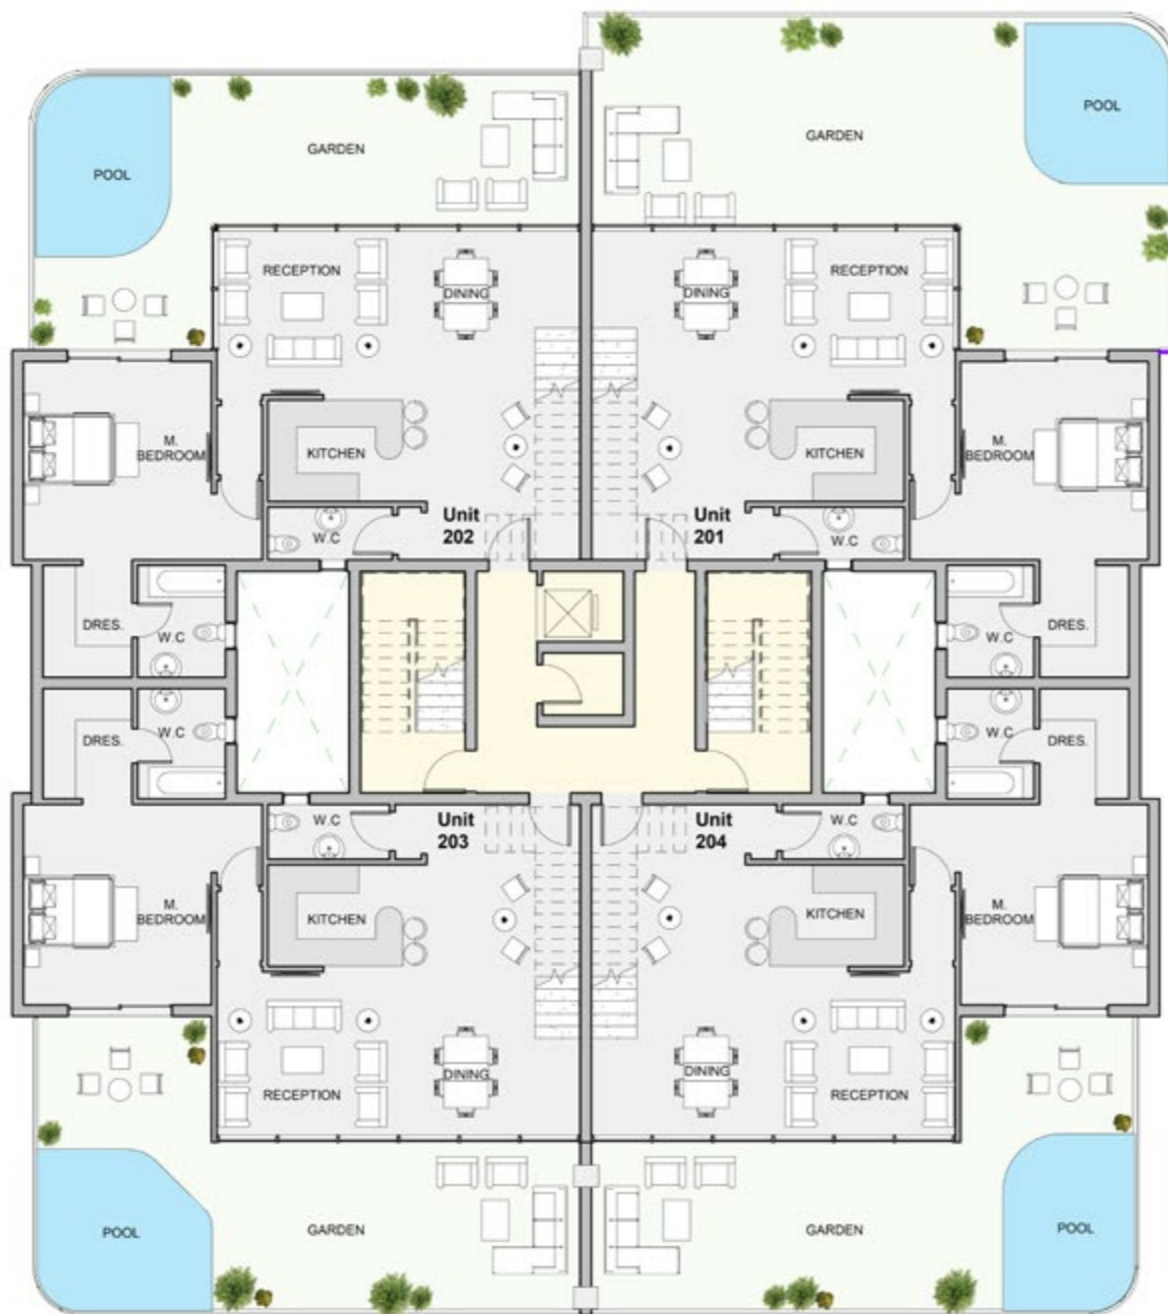 POOL
GARDEN
GARDEN
POOL
RECEPTION
DINING
DINING
RECEPTION
M.
BEDROOM
KITCHEN
KITCHEN
M.
BEDROOM
W.C
Unit
202
Unit
201
W.C
DRES.
W.C
W.C
DRES.
DRES.
W.C
W.C
DRES.
W.C
Unit
203
Unit
204
W.C
M.
BEDROOM
KITCHEN
KITCHEN
M.
BEDROOM
RECEPTION
DINING
DINING
RECEPTION
POOL
GARDEN
GARDEN
POOL